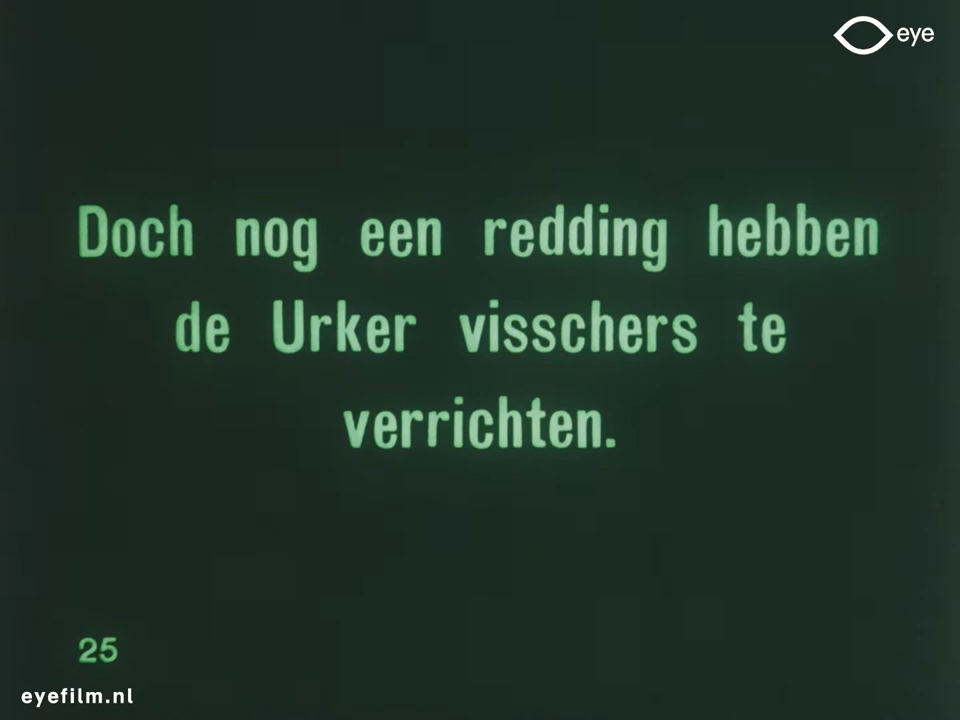 eye
Doch nog een redding hebben
de Urker visschers te
verrichten.
25
eyefilm.nl